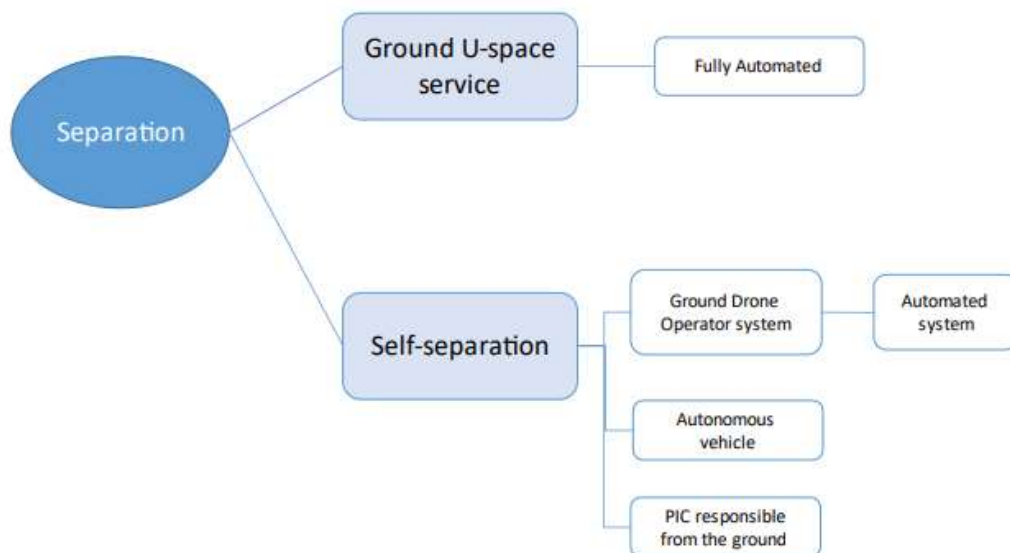 Separation
Ground U-space
service
Fully Automated
Self-separation
Ground Drone
Operator system
Automated
system
Autonomous
vehicle
PIC responsible
from the ground